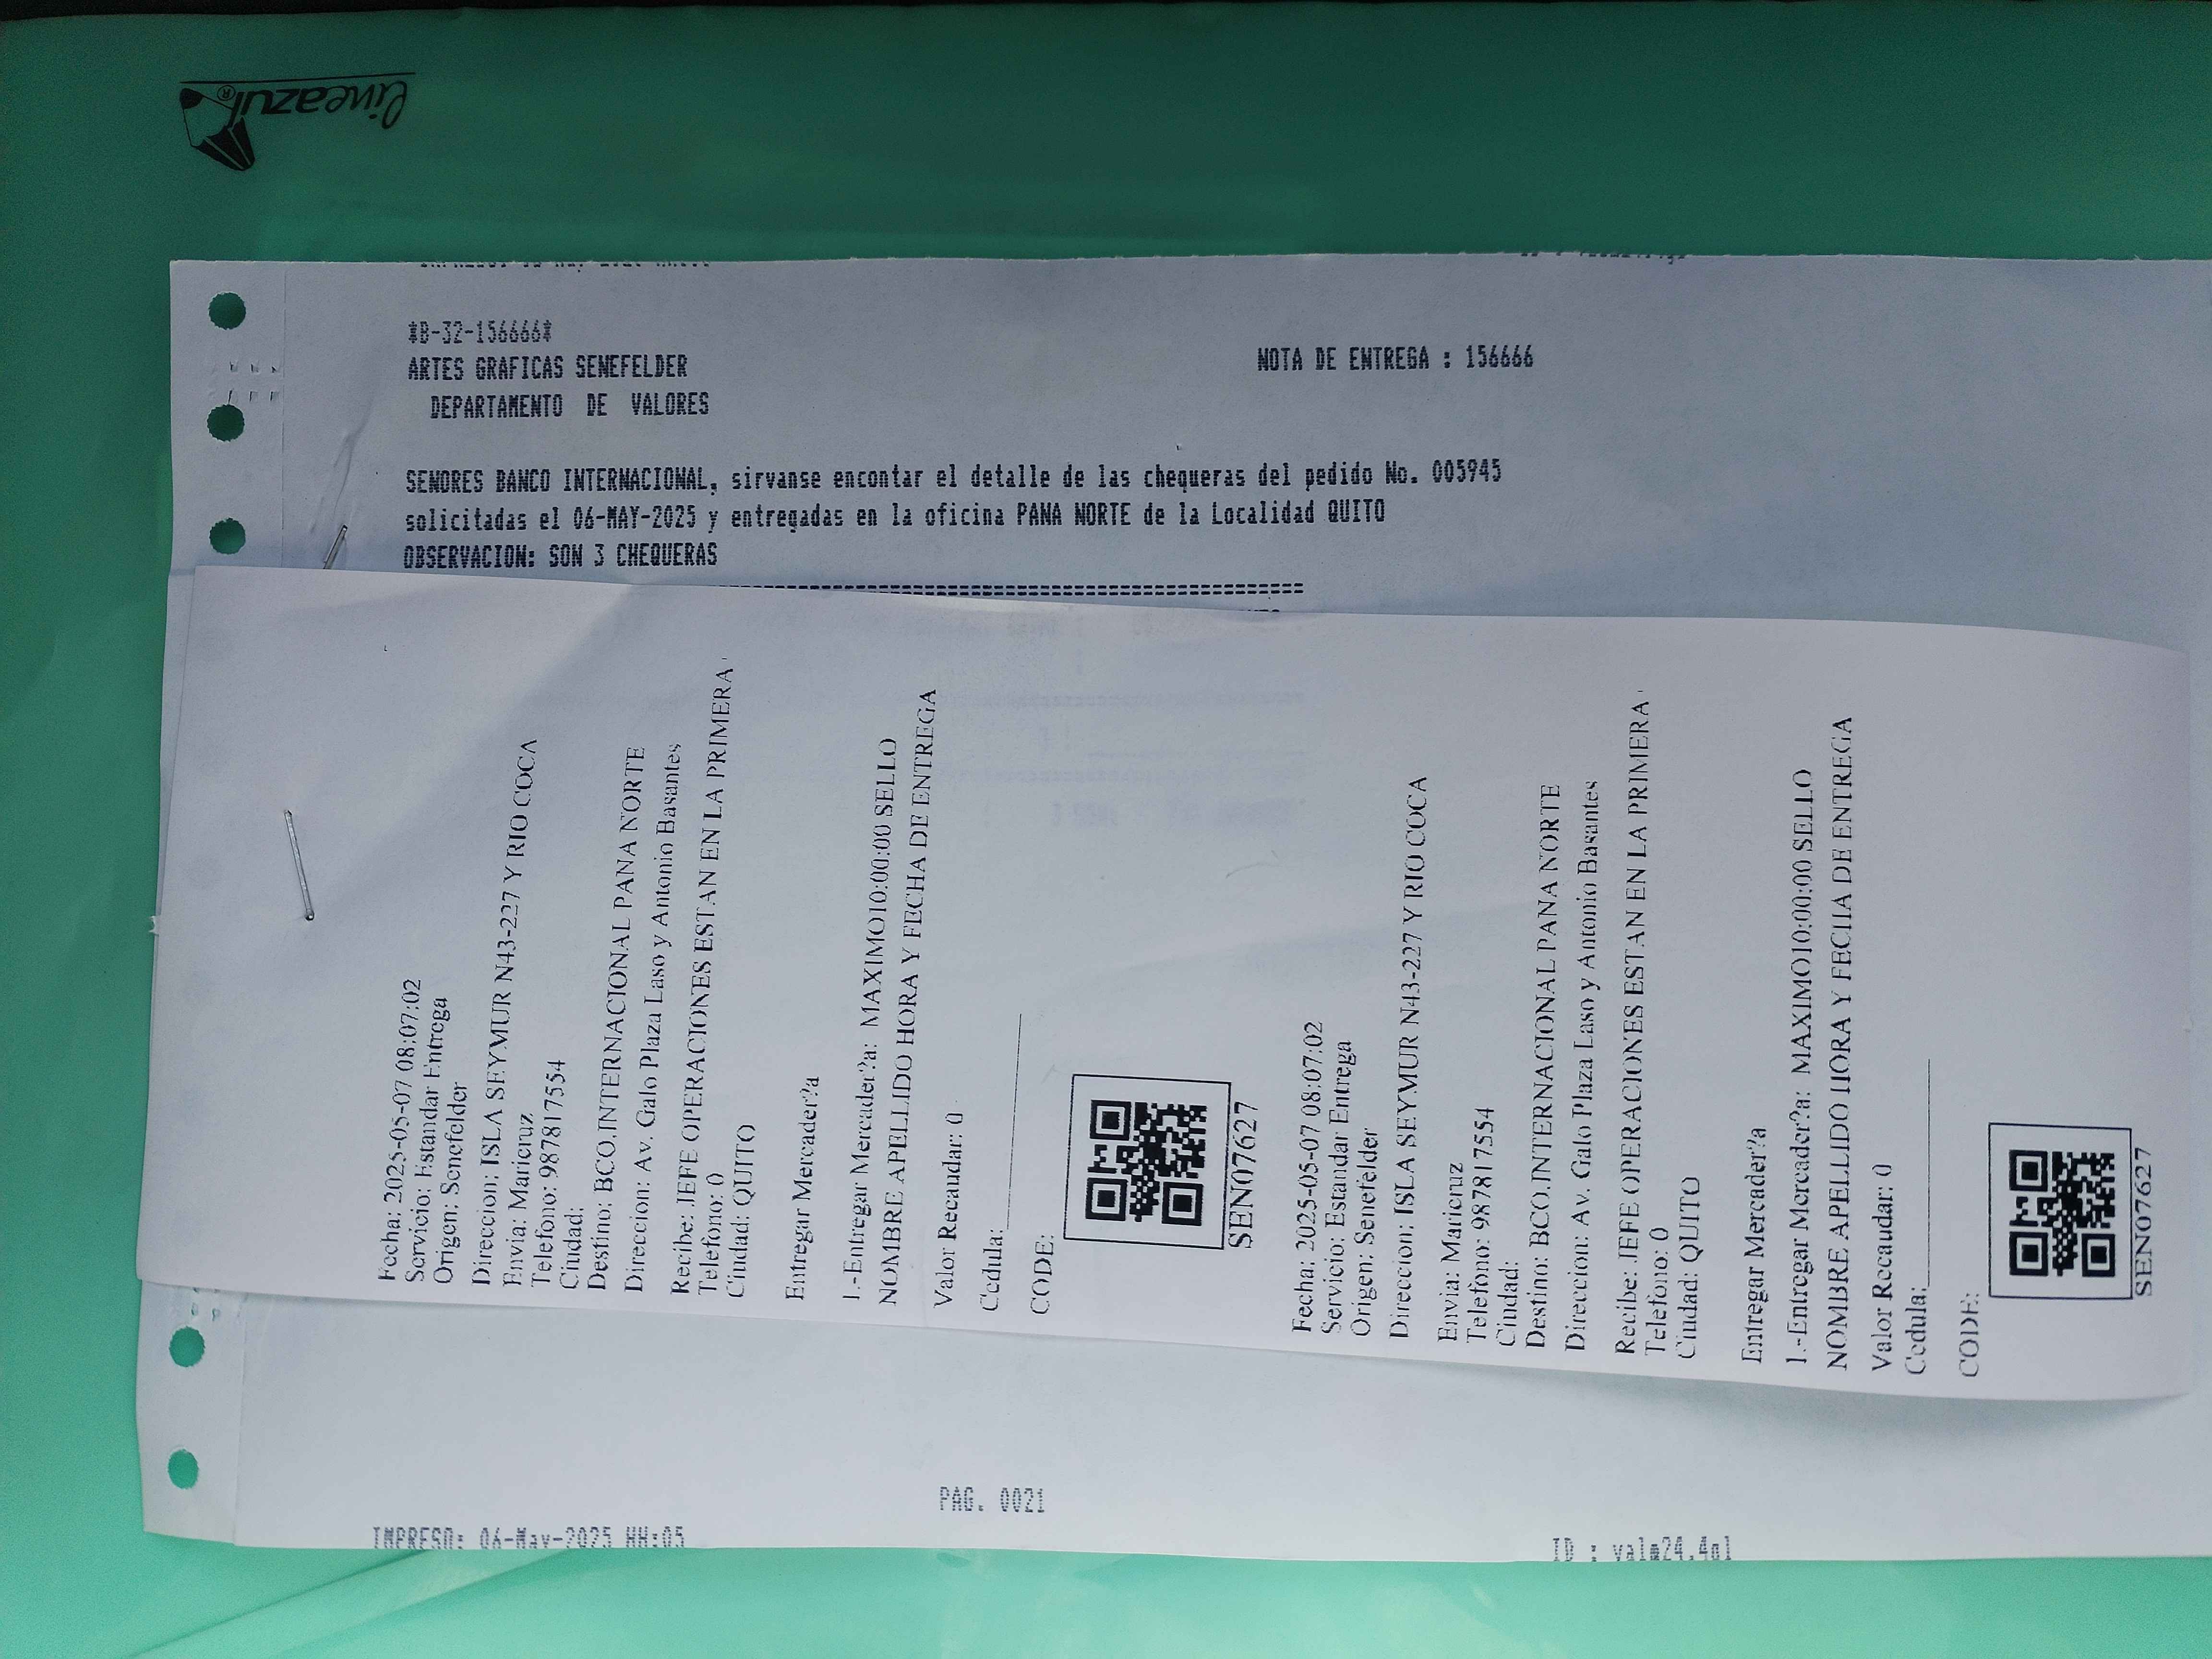 lineazul®
*B-32-156666*
ARTES GRAFICAS SENEFELDER
NOTA DE ENTREGA : 156666
DEPARTAMENTO DE VALORES
SENORES BANCO INTERNACIONAL, sirvanse encontar el detalle de las chequeras del pedido No. 005945
solicitadas el 06-MAY-2025 y entregadas en la oficina PANA NORTE de la Localidad QUITO
OBSERVACION: SON 3 CHEQUERAS
Fecha: 2025-05-07 08:07:02
Servicio: Estandar Entrega
Origen: Senefelder
Direccion: ISLA SEYMUR N43-227 Y RIO COCA
Envia: Maricruz
Telefono: 987817554
Ciudad:
Destino: BCO.INTERNACIONAL PANA NORTE
Direccion: Av. Galo Plaza Laso y Antonio Basantes
Recibe: JEFE OPERACIONES ESTAN EN LA PRIMERA
Telefono: 0
Ciudad: QUITO
Entregar Mercader?a
1.-Entregar Mercader?a: MAXIMO10:00:00 SELLO
NOMBRE APELLIDO HORA Y FECHA DE ENTREGA
Valor Recaudar: 0
Cedula:
CODE:
SEN07627
Fecha: 2025-05-07 08:07:02
Servicio: Estandar Entrega
Origen: Senefelder
Direccion: ISLA SEYMUR N43-227 Y RIO COCA
Envia: Maricruz
Telefono: 987817554
Ciudad:
Destino: BCO.INTERNACIONAL PANA NORTE
Direccion: Av. Galo Plaza Laso y Antonio Basantes
Recibe: JEFE OPERACIONES ESTAN EN LA PRIMERA
Telefono: 0
Ciudad: QUITO
Entregar Mercader?a
1.-Entregar Mercader?a: MAXIMO10:00:00 SELLO
NOMBRE APELLIDO HORA Y FECHA DE ENTREGA
Valor Recaudar: 0
Cedula:
CODE:
SEN07627
PAG. 0021
IMPRESO: 06-May-2025 HH:05
ID : valm24.4gl